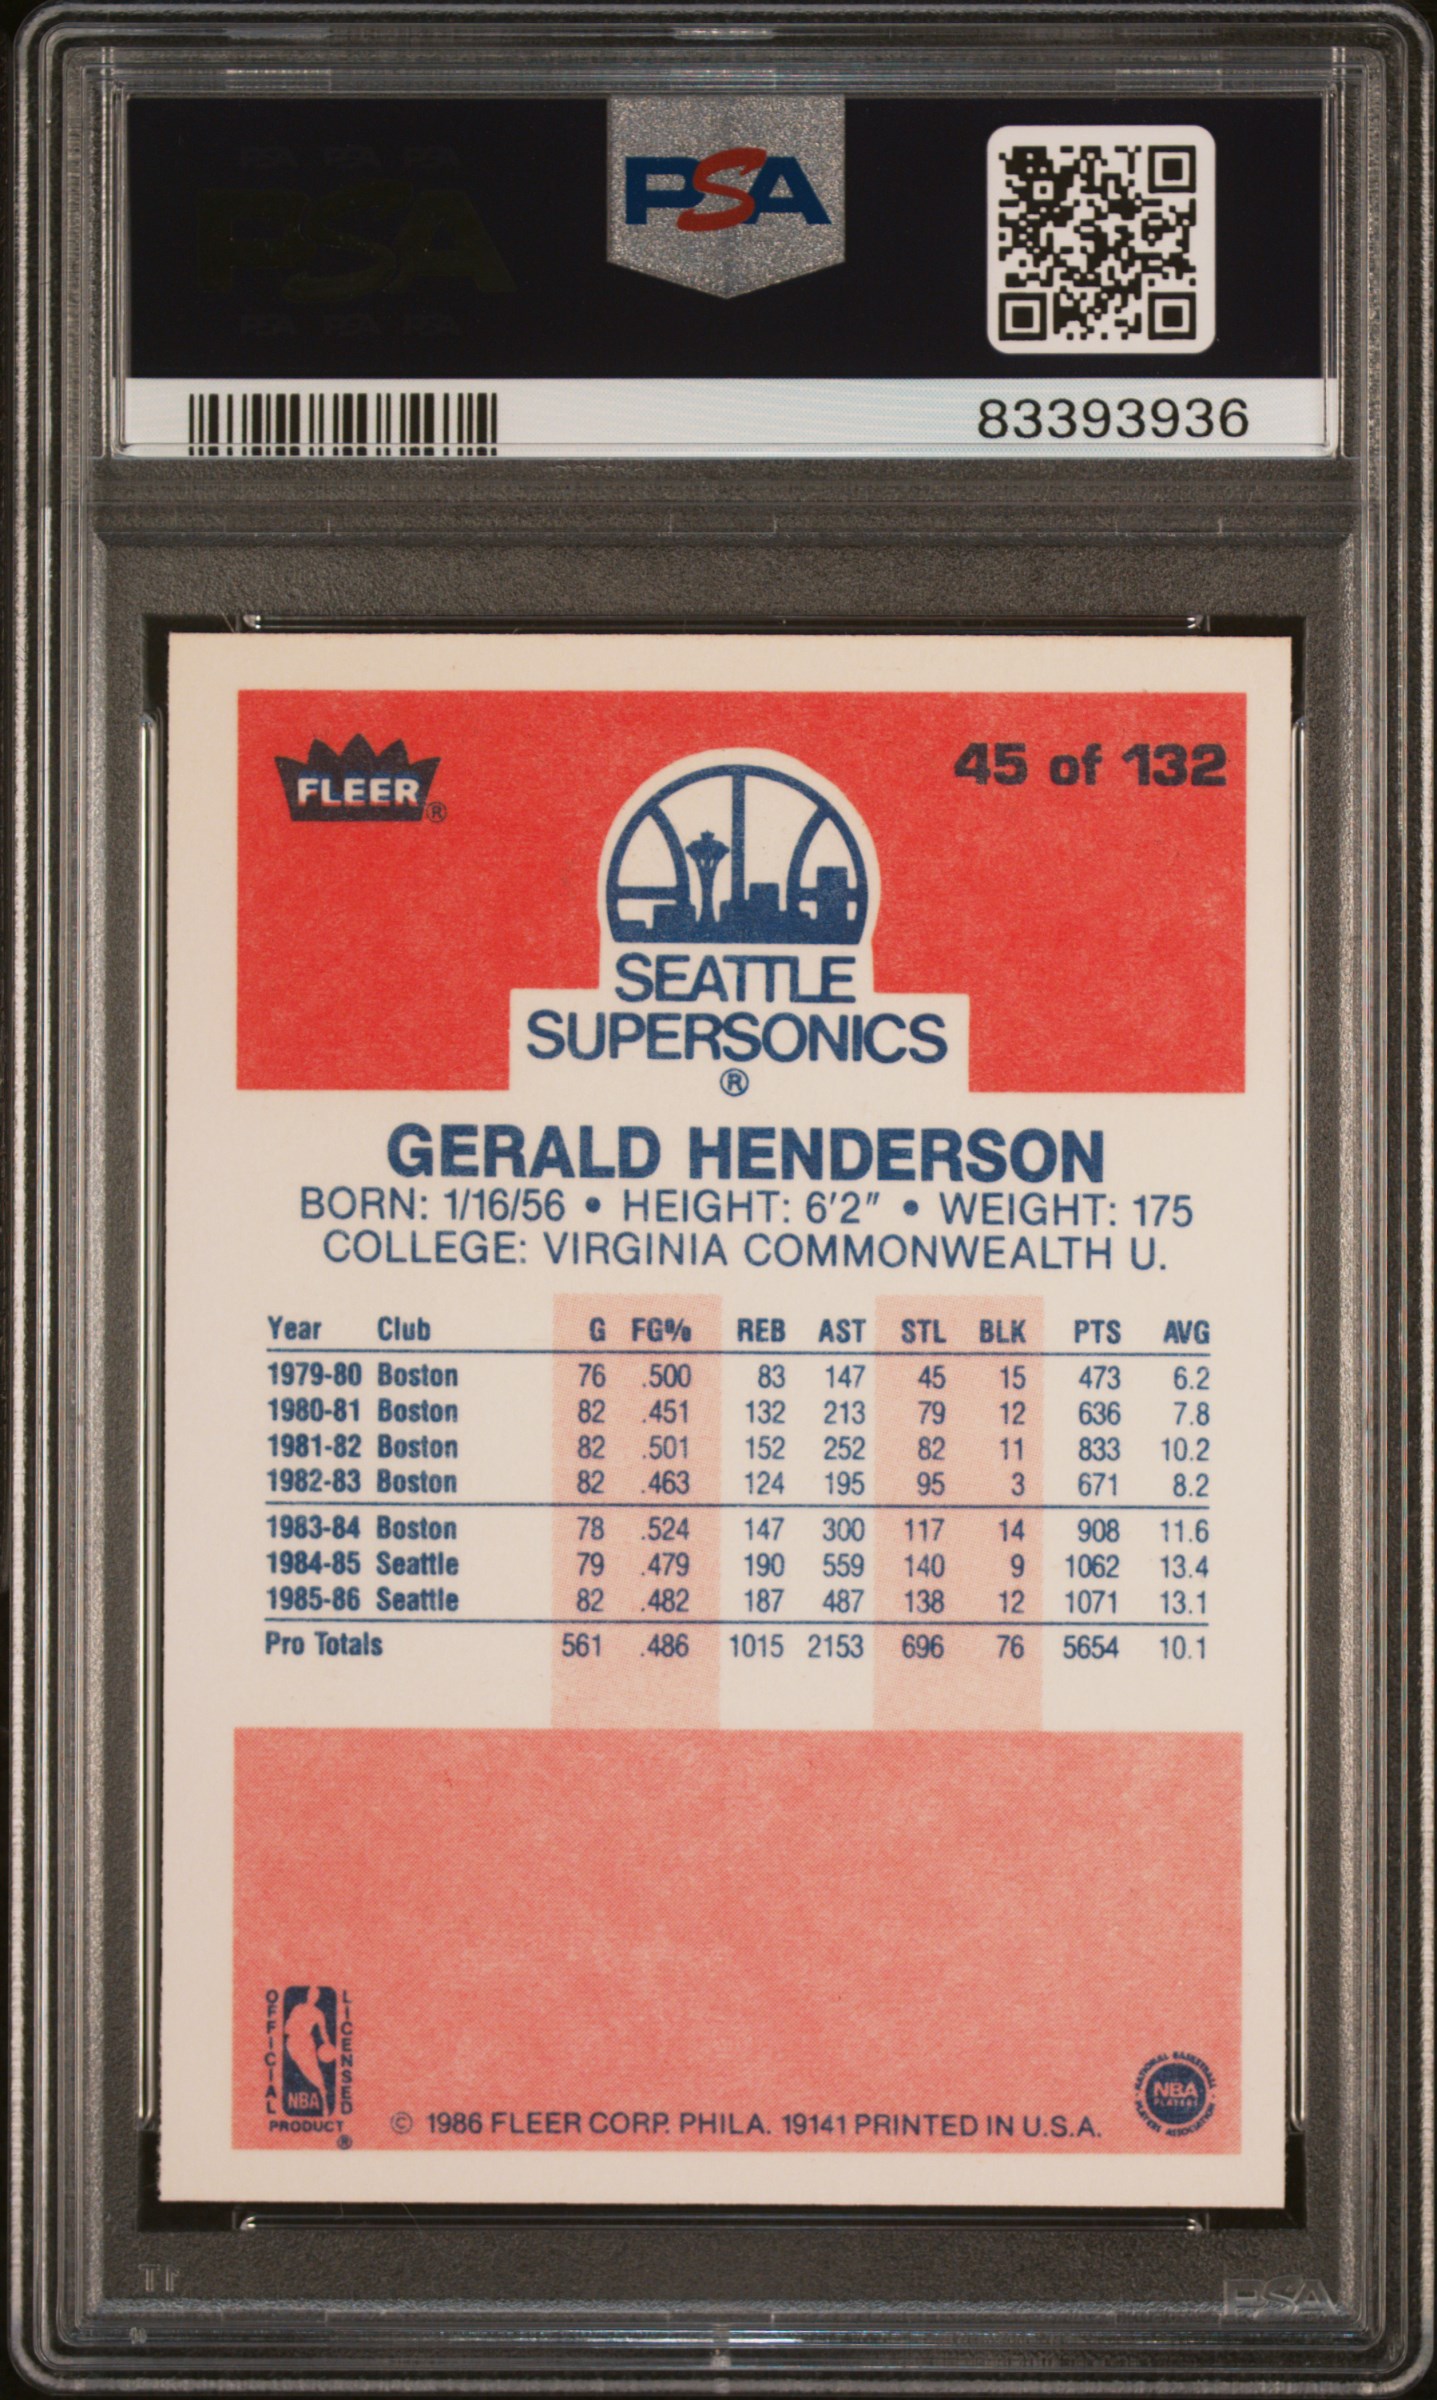 PSA
83393936
FLEER®
45 of 132
SEATTLE
SUPERSONICS
®
GERALD HENDERSON
BORN: 1/16/56 • HEIGHT: 6'2" • WEIGHT: 175
COLLEGE: VIRGINIA COMMONWEALTH U.
Year Club G FG% REB AST STL BLK PTS AVG
1979-80 Boston 76 .500 83 147 45 15 473 6.2
1980-81 Boston 82 .451 132 213 79 12 636 7.8
1981-82 Boston 82 .501 152 252 82 11 833 10.2
1982-83 Boston 82 .463 124 195 95 3 671 8.2
1983-84 Boston 78 .524 147 300 117 14 908 11.6
1984-85 Seattle 79 .479 190 559 140 9 1062 13.4
1985-86 Seattle 82 .482 187 487 138 12 1071 13.1
Pro Totals 561 .486 1015 2153 696 76 5654 10.1
OFFICIAL LICENSED
NBA
PRODUCT
®
© 1986 FLEER CORP. PHILA. 19141 PRINTED IN U.S.A.
NATIONAL BASKETBALL
NBA
PLAYERS
PLAYERS ASSOCIATION
PSA